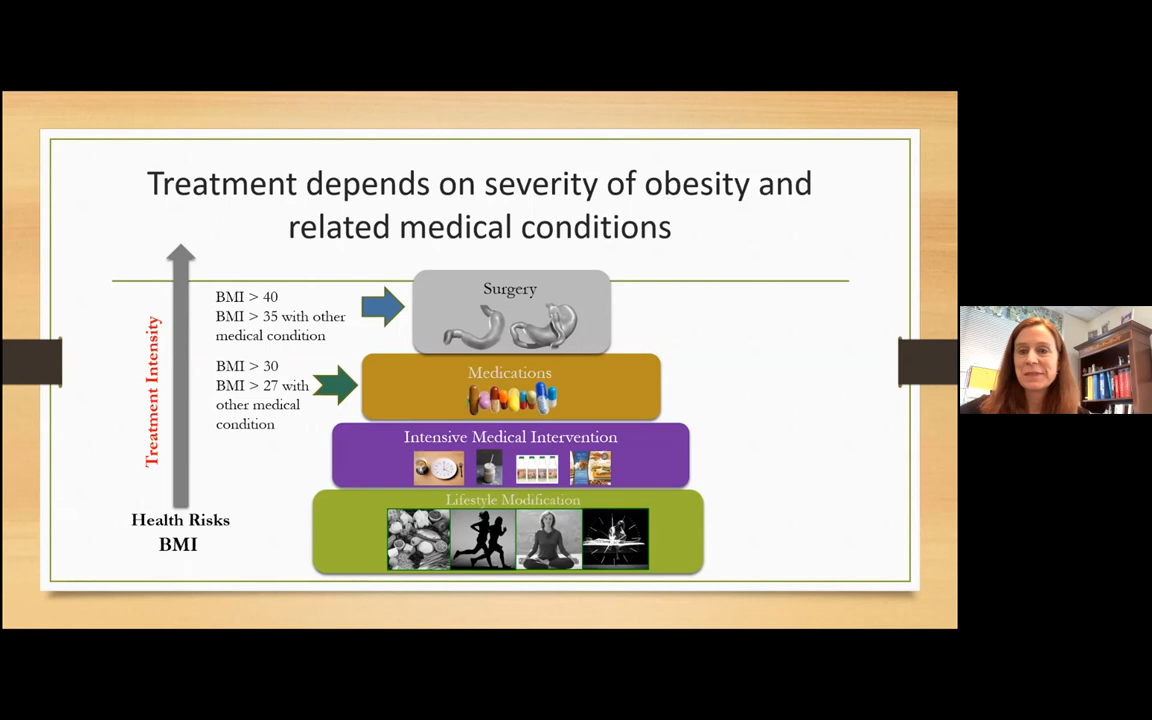 Treatment depends on severity of obesity and
related medical conditions
BMI > 40
BMI > 35 with other
medical condition
Surgery
BMI > 30
BMI > 27 with
other medical
condition
Medications
Treatment Intensity
Intensive Medical Intervention
Lifestyle Modification
Health Risks
BMI